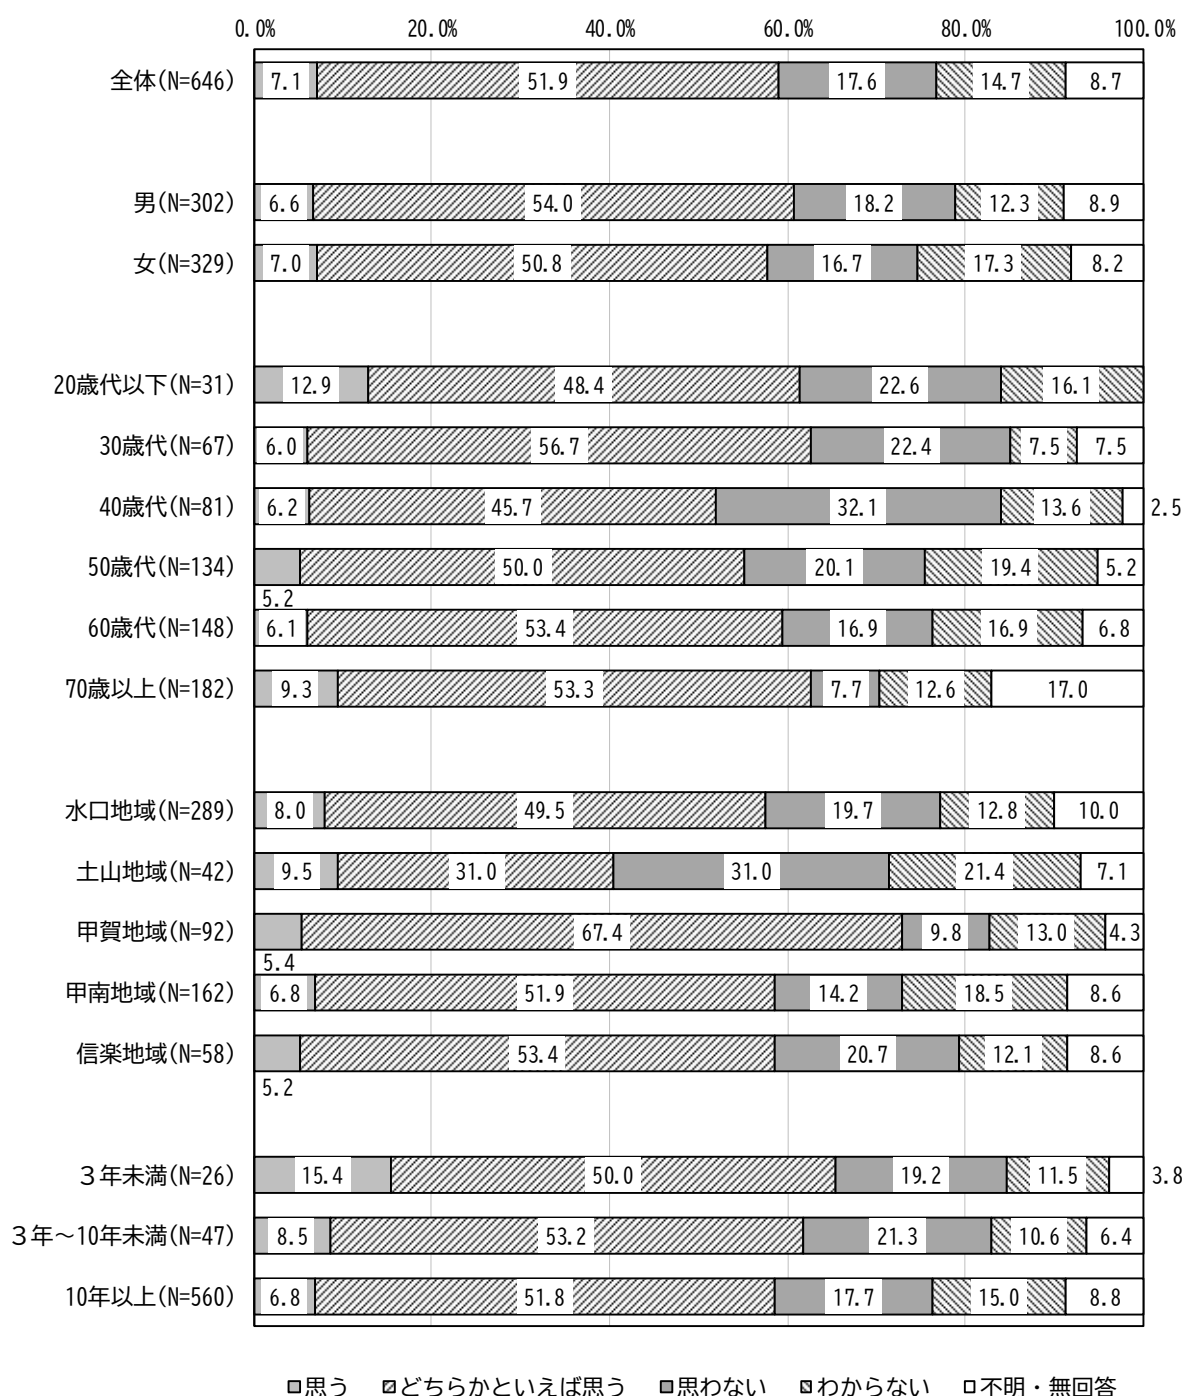 0.0% 20.0% 40.0% 60.0% 80.0% 100.0%
全体(N=646) 7.1 51.9 17.6 14.7 8.7
男(N=302) 6.6 54.0 18.2 12.3 8.9
女(N=329) 7.0 50.8 16.7 17.3 8.2
20歳代以下(N=31) 12.9 48.4 22.6 16.1
30歳代(N=67) 6.0 56.7 22.4 7.5 7.5
40歳代(N=81) 6.2 45.7 32.1 13.6 2.5
50歳代(N=134) 50.0 20.1 19.4 5.2
5.2
60歳代(N=148) 6.1 53.4 16.9 16.9 6.8
70歳以上(N=182) 9.3 53.3 7.7 12.6 17.0
水口地域(N=289) 8.0 49.5 19.7 12.8 10.0
土山地域(N=42) 9.5 31.0 31.0 21.4 7.1
甲賀地域(N=92) 67.4 9.8 13.0 4.3
5.4
甲南地域(N=162) 6.8 51.9 14.2 18.5 8.6
信楽地域(N=58) 53.4 20.7 12.1 8.6
5.2
３年未満(N=26) 15.4 50.0 19.2 11.5 3.8
３年～10年未満(N=47) 8.5 53.2 21.3 10.6 6.4
10年以上(N=560) 6.8 51.8 17.7 15.0 8.8
思う どちらかといえば思う 思わない わからない 不明・無回答